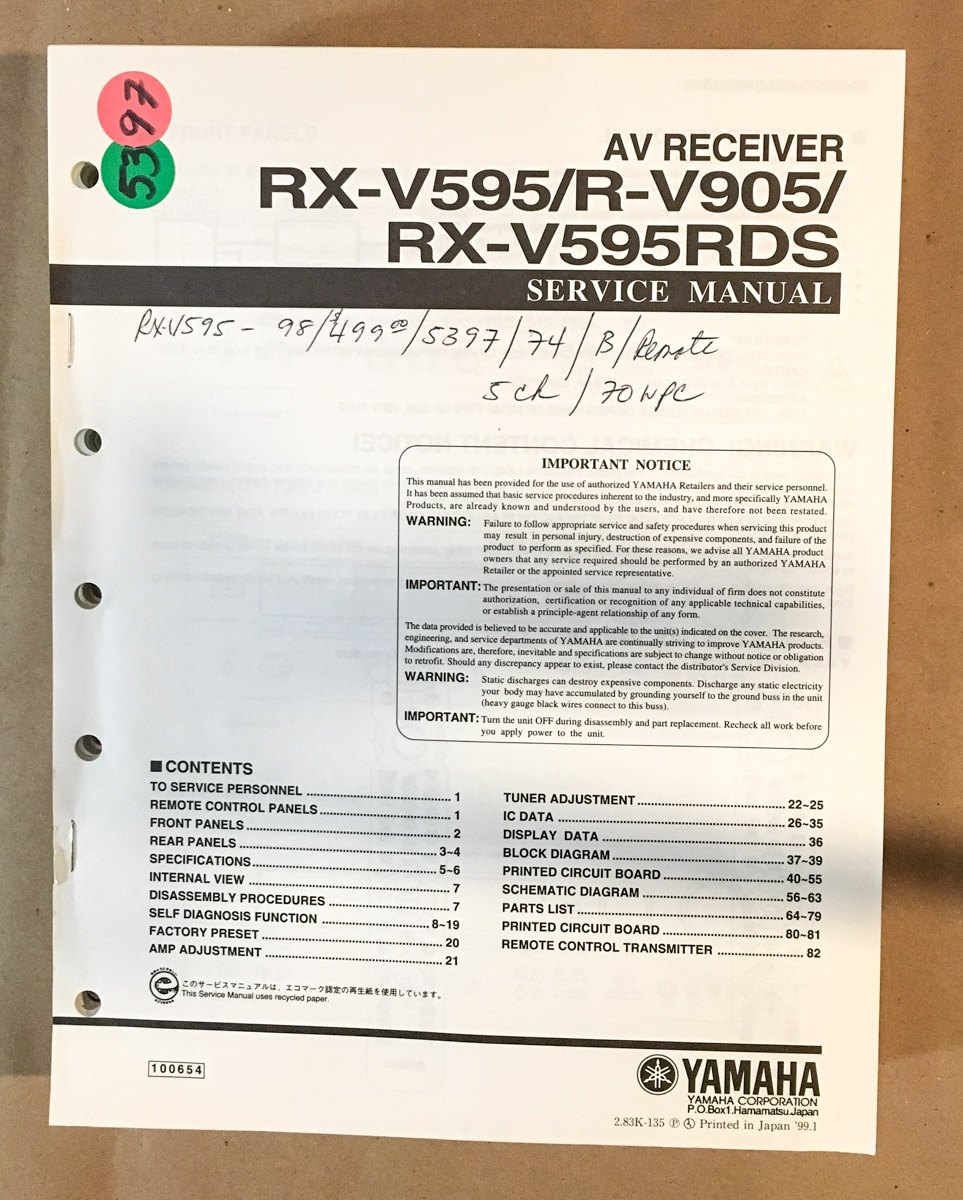 5397
AV RECEIVER
RX-V595/R-V905/
RX-V595RDS
SERVICE MANUAL
RX-V595 - 98/$499⁰⁰/5397/74/B/Remote
5 ch / 70 WPC
IMPORTANT NOTICE
This manual has been provided for the use of authorized YAMAHA Retailers and their service personnel.
It has been assumed that basic service procedures inherent to the industry, and more specifically YAMAHA
Products, are already known and understood by the users, and have therefore not been restated.
WARNING: Failure to follow appropriate service and safety procedures when servicing this product
may result in personal injury, destruction of expensive components, and failure of the
product to perform as specified. For these reasons, we advise all YAMAHA product
owners that any service required should be performed by an authorized YAMAHA
Retailer or the appointed service representative.
IMPORTANT: The presentation or sale of this manual to any individual of firm does not constitute
authorization, certification or recognition of any applicable technical capabilities,
or establish a principle-agent relationship of any form.
The data provided is believed to be accurate and applicable to the unit(s) indicated on the cover. The research,
engineering, and service departments of YAMAHA are continually striving to improve YAMAHA products.
Modifications are, therefore, inevitable and specifications are subject to change without notice or obligation
to retrofit. Should any discrepancy appear to exist, please contact the distributor's Service Division.
WARNING: Static discharges can destroy expensive components. Discharge any static electricity
your body may have accumulated by grounding yourself to the ground buss in the unit
(heavy gauge black wires connect to this buss).
IMPORTANT: Turn the unit OFF during disassembly and part replacement. Recheck all work before
you apply power to the unit.
■ CONTENTS
TO SERVICE PERSONNEL ........ 1
REMOTE CONTROL PANELS ........ 1
FRONT PANELS ........ 2
REAR PANELS ........ 3~4
SPECIFICATIONS ........ 5~6
INTERNAL VIEW ........ 7
DISASSEMBLY PROCEDURES ........ 7
SELF DIAGNOSIS FUNCTION ........ 8~19
FACTORY PRESET ........ 20
AMP ADJUSTMENT ........ 21
TUNER ADJUSTMENT ........ 22~25
IC DATA ........ 26~35
DISPLAY DATA ........ 36
BLOCK DIAGRAM ........ 37~39
PRINTED CIRCUIT BOARD ........ 40~55
SCHEMATIC DIAGRAM ........ 56~63
PARTS LIST ........ 64~79
PRINTED CIRCUIT BOARD ........ 80~81
REMOTE CONTROL TRANSMITTER ........ 82
このサービスマニュアルは、エコマーク認定の再生紙を使用しています。
This Service Manual uses recycled paper.
100654
YAMAHA
YAMAHA CORPORATION
P.O.Box1.Hamamatsu.Japan
2.83K-135 Ⓟ Ⓐ Printed in Japan '99.1